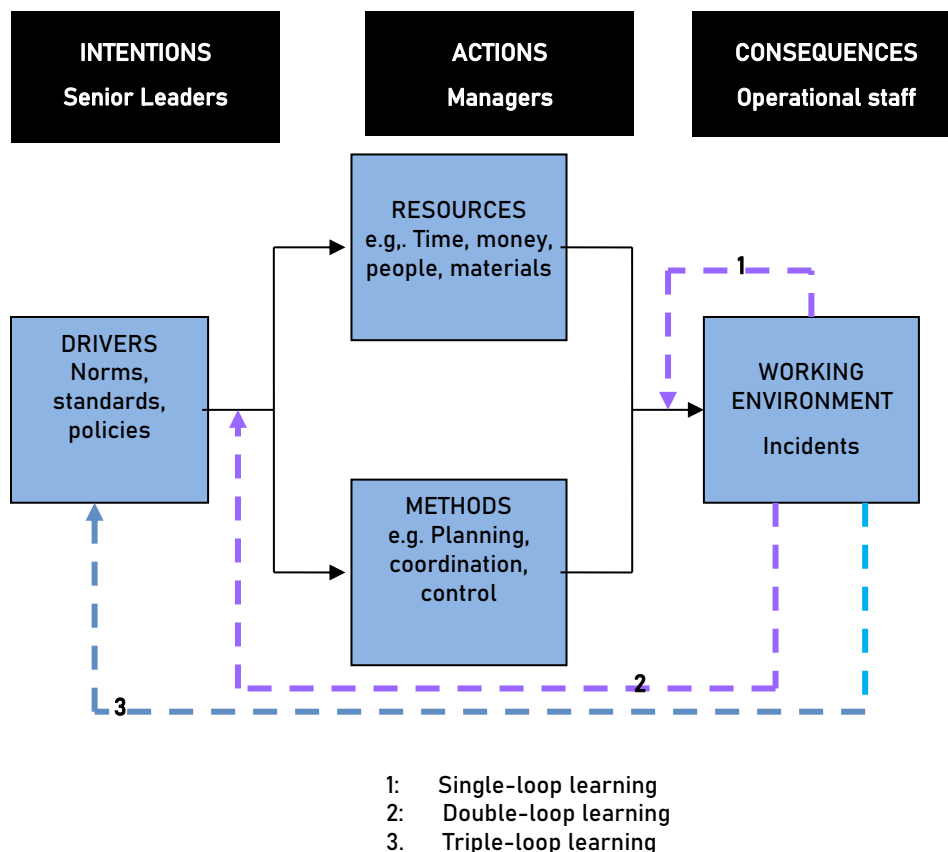 INTENTIONS
Senior Leaders
ACTIONS
Managers
CONSEQUENCES
Operational staff
RESOURCES
e.g,. Time, money,
people, materials
1
DRIVERS
Norms,
standards,
policies
WORKING
ENVIRONMENT
Incidents
METHODS
e.g. Planning,
coordination,
control
2
3
1: Single-loop learning
2: Double-loop learning
3. Triple-loop learning